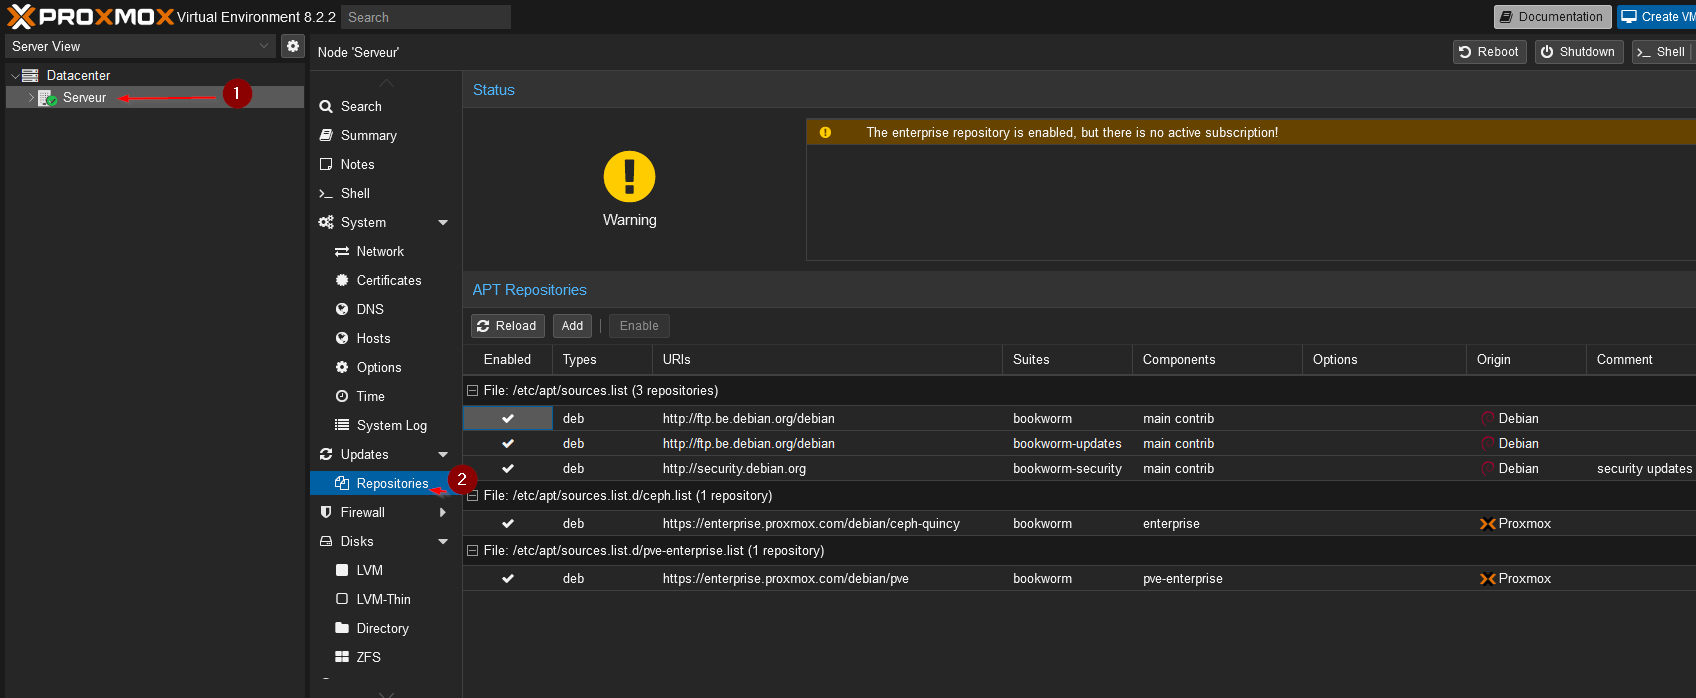 PROXMOX Virtual Environment 8.2.2 Search Documentation Create VM
Server View
Node 'Serveur' Reboot Shutdown Shell
Datacenter
Serveur 1
Search
Summary
Notes
Shell
System
Network
Certificates
DNS
Hosts
Options
Time
System Log
Updates
Repositories 2
Firewall
Disks
LVM
LVM-Thin
Directory
ZFS
Status
Warning
The enterprise repository is enabled, but there is no active subscription!
APT Repositories
Reload Add Enable
Enabled Types URIs Suites Components Options Origin Comment
File: /etc/apt/sources.list (3 repositories)
deb http://ftp.be.debian.org/debian bookworm main contrib Debian
deb http://ftp.be.debian.org/debian bookworm-updates main contrib Debian
deb http://security.debian.org bookworm-security main contrib Debian security updates
File: /etc/apt/sources.list.d/ceph.list (1 repository)
deb https://enterprise.proxmox.com/debian/ceph-quincy bookworm enterprise Proxmox
File: /etc/apt/sources.list.d/pve-enterprise.list (1 repository)
deb https://enterprise.proxmox.com/debian/pve bookworm pve-enterprise Proxmox